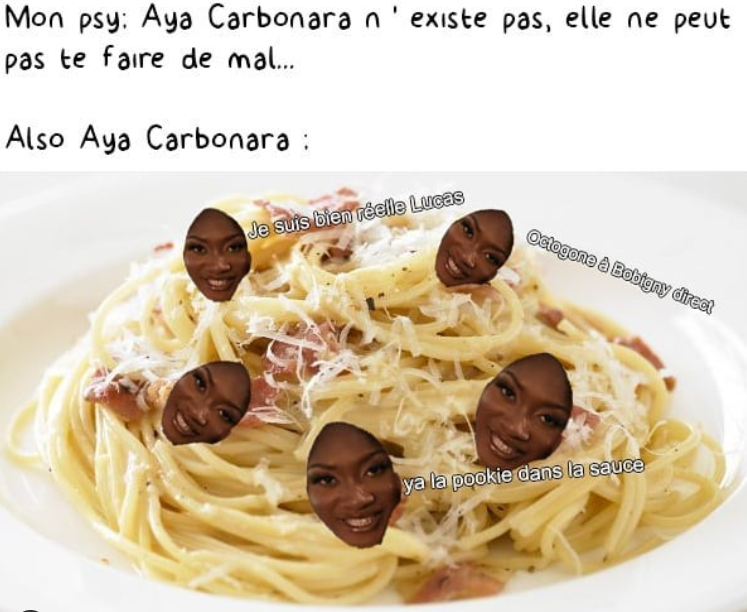 Mon psy: Aya Carbonara n ' existe pas, elle ne peut
pas te faire de mal...
Also Aya Carbonara :
Je suis bien réelle Lucas
Octogone à Bobigny direct
ya la pookie dans la sauce